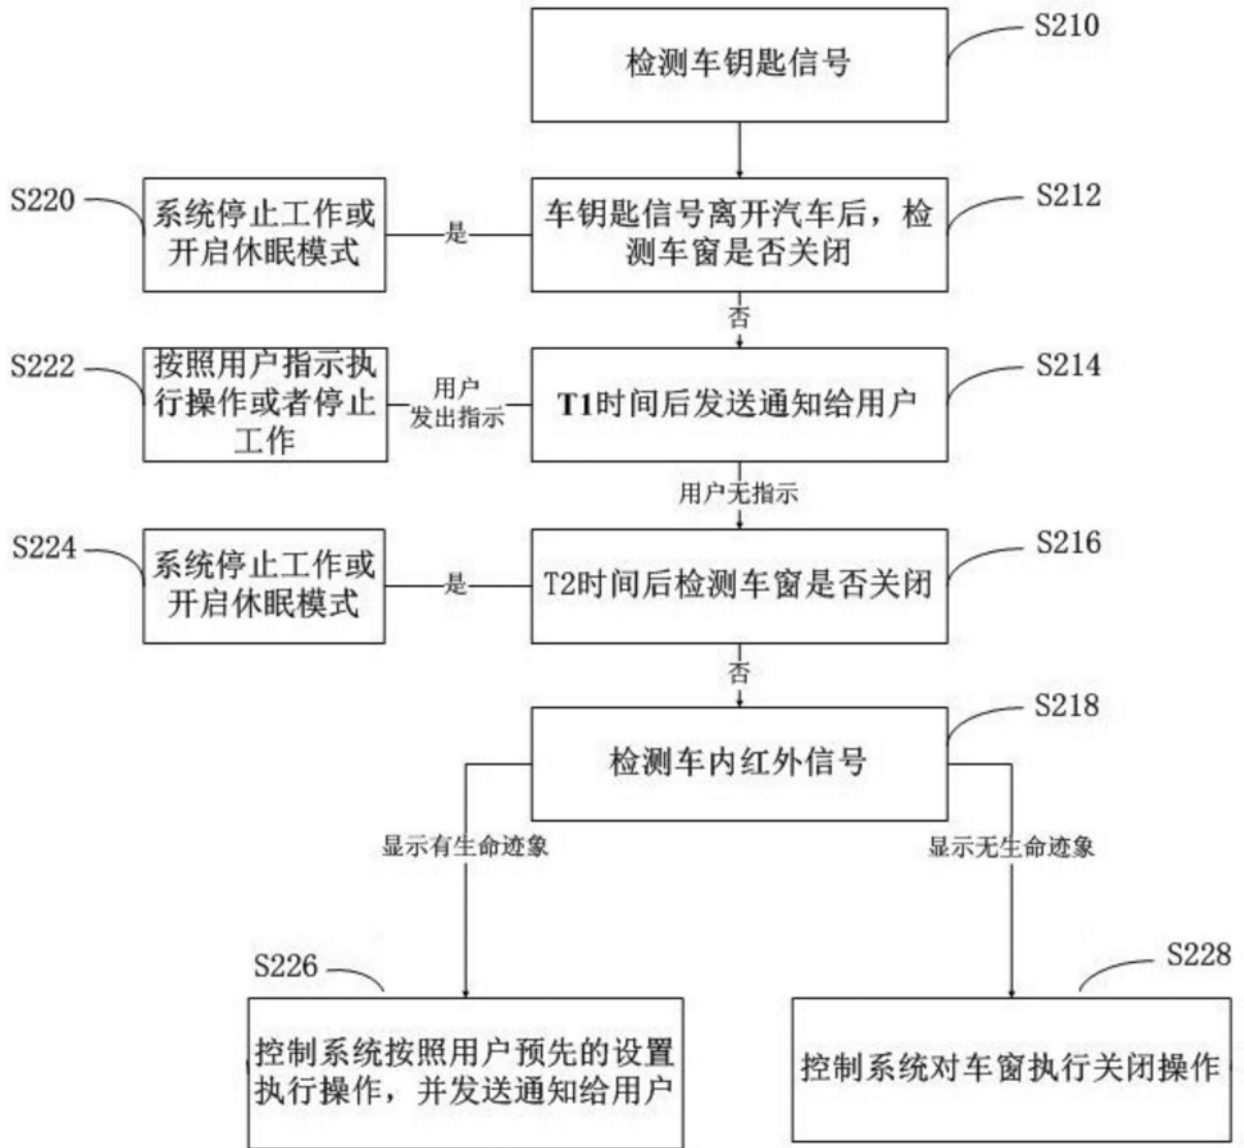 检测车钥匙信号
S210
S220
系统停止工作或
开启休眠模式
是
车钥匙信号离开汽车后，检
测车窗是否关闭
S212
否
S222
按照用户指示执
行操作或者停止
工作
用户
发出指示
T1时间后发送通知给用户
S214
用户无指示
S224
系统停止工作或
开启休眠模式
是
T2时间后检测车窗是否关闭
S216
否
检测车内红外信号
S218
显示有生命迹象
显示无生命迹象
S226
控制系统按照用户预先的设置
执行操作，并发送通知给用户
S228
控制系统对车窗执行关闭操作